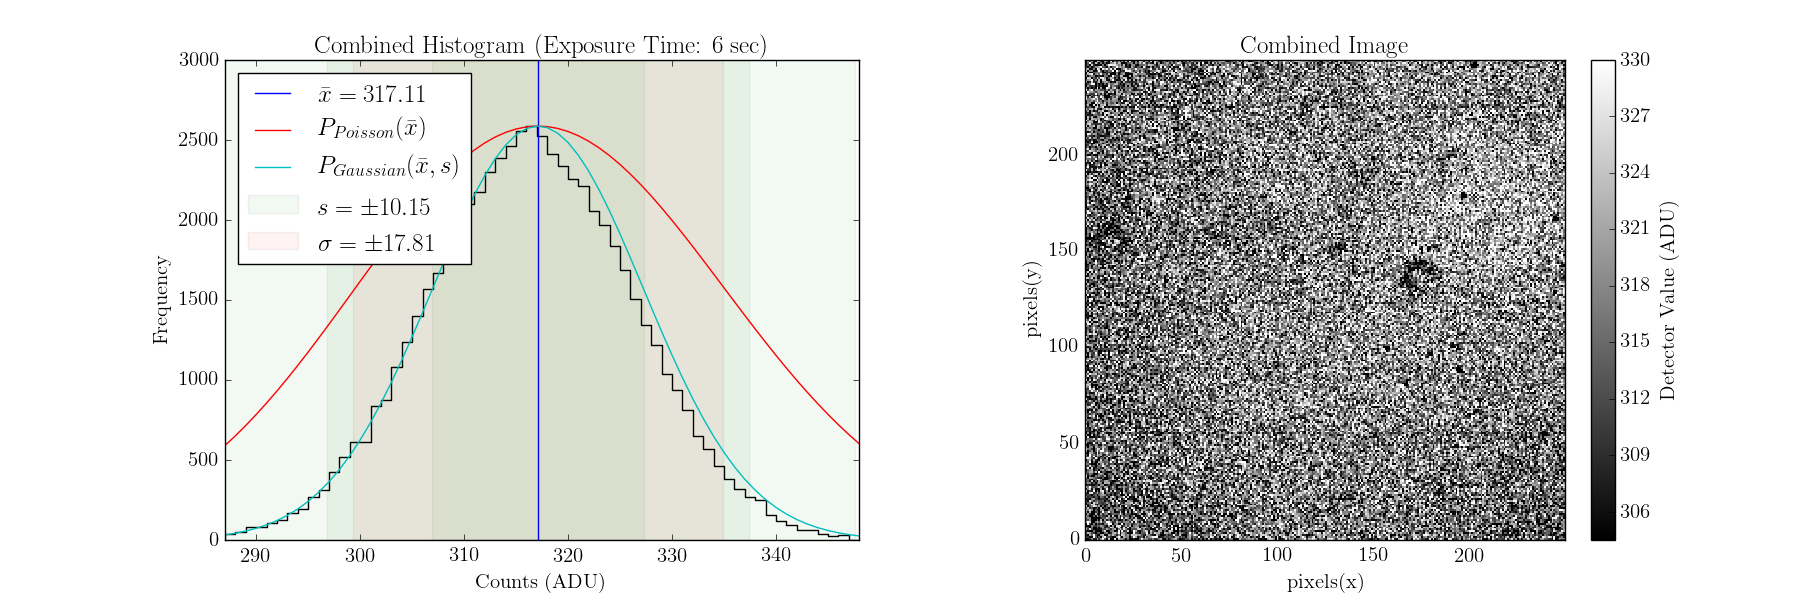 Combined Histogram (Exposure Time: 6 sec)
3000
2500
2000
1500
1000
500
0
Frequency
x̄ = 317.11
P_Poisson(x̄)
P_Gaussian(x̄, s)
s = ±10.15
σ = ±17.81
290 300 310 320 330 340
Counts (ADU)
Combined Image
200
150
100
50
0
pixels(y)
0 50 100 150 200
pixels(x)
330
327
324
321
318
315
312
309
306
Detector Value (ADU)